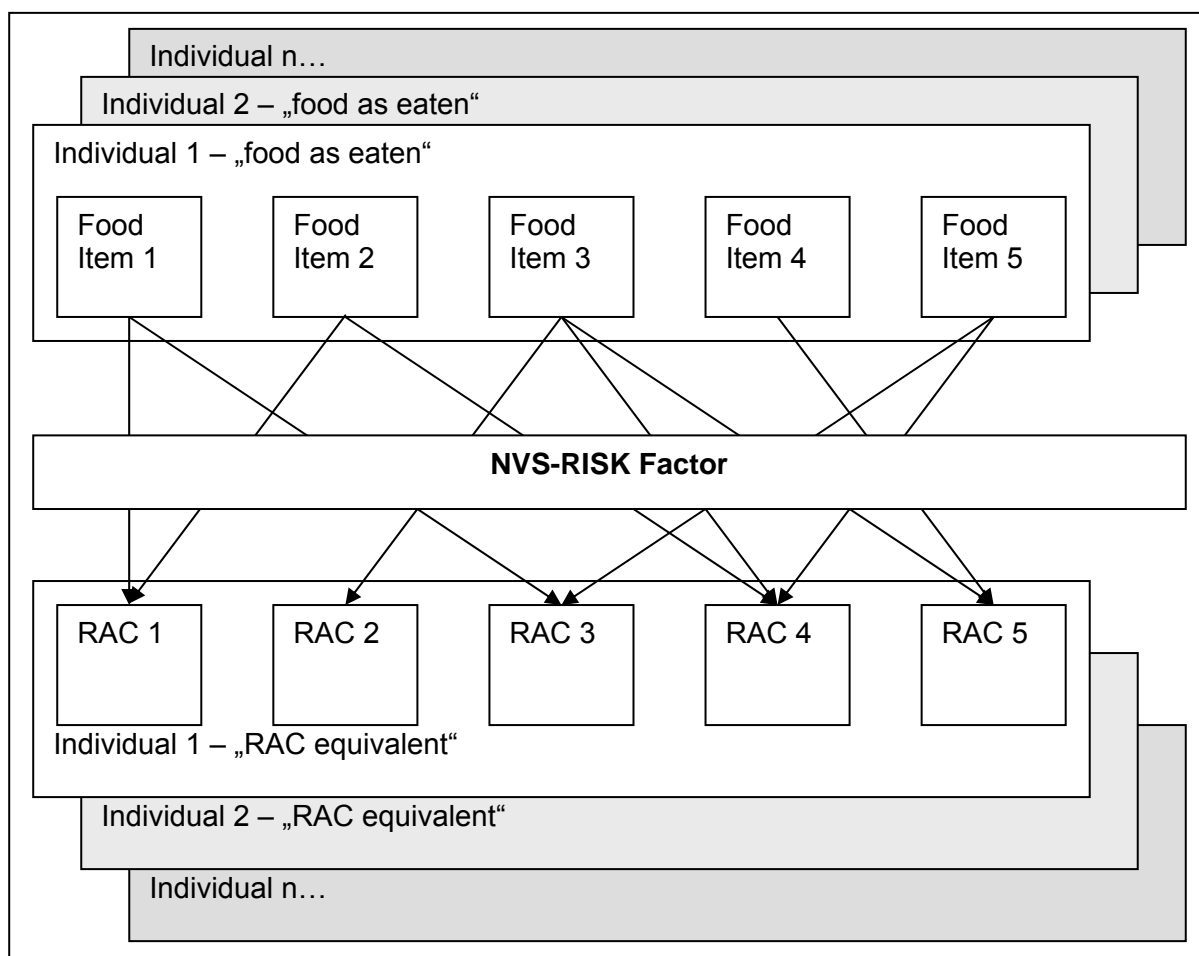 Individual n…
Individual 2 – „food as eaten“
Individual 1 – „food as eaten“
Food
Item 1
Food
Item 2
Food
Item 3
Food
Item 4
Food
Item 5
NVS-RISK Factor
RAC 1
RAC 2
RAC 3
RAC 4
RAC 5
Individual 1 – „RAC equivalent“
Individual 2 – „RAC equivalent“
Individual n…